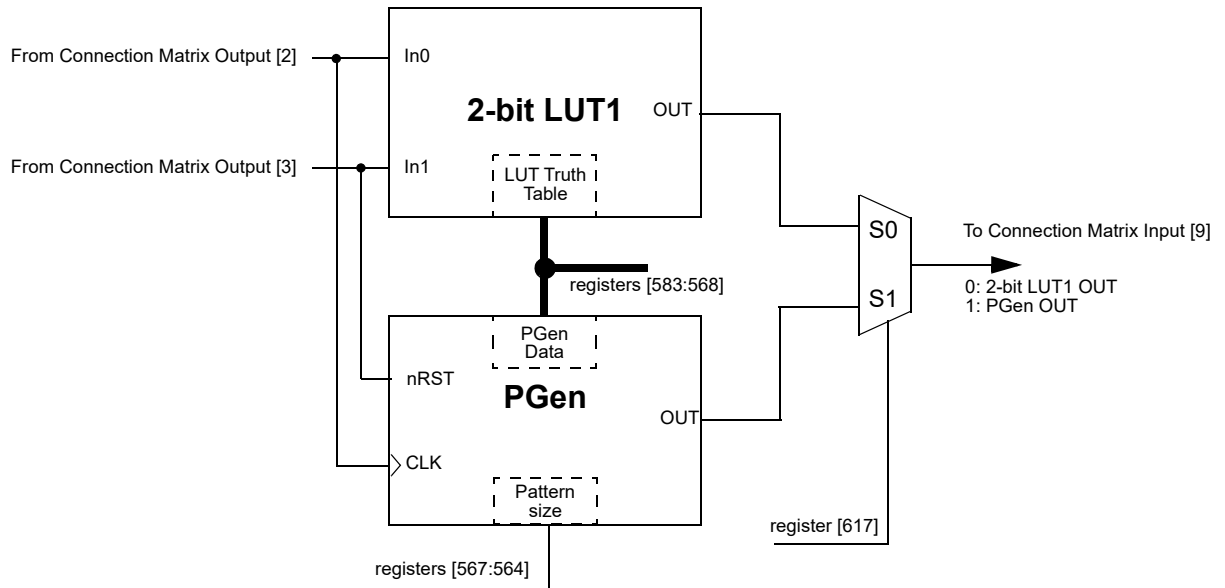 From Connection Matrix Output [2]
In0
2-bit LUT1
OUT
From Connection Matrix Output [3]
In1
LUT Truth
Table
S0
To Connection Matrix Input [9]
registers [583:568]
0: 2-bit LUT1 OUT
S1
1: PGen OUT
PGen
Data
nRST
PGen
OUT
CLK
Pattern
size
register [617]
registers [567:564]